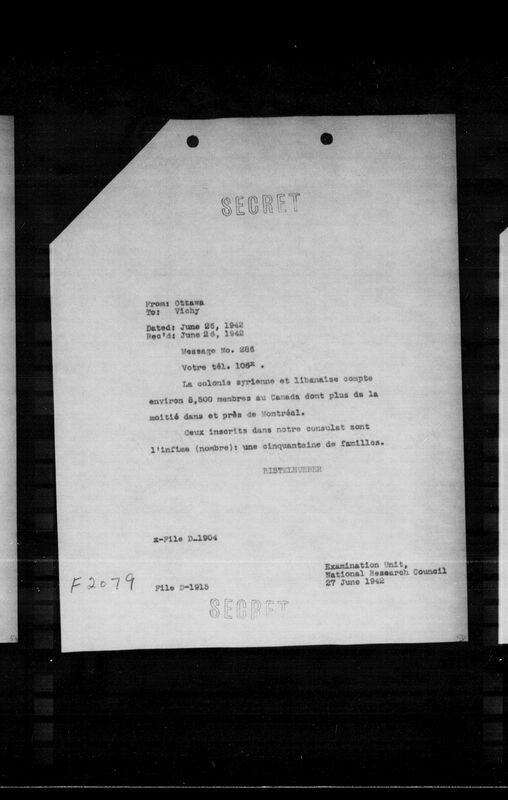 SECRET
From: Ottawa
To: Vichy
Dated: June 26, 1942
Rec'd: June 26, 1942
Message No. 286
Votre tél. 106x .
La colonie syrienne et libanaise compte
environ 8,500 membres au Canada dont plus de la
moitié dans et près de Montréal.
Ceux inscrits dans notre consulat sont
l'infime (nombre): une cinquantaine de familles.
RISTELHUEBER
x-File D-1904
Examination Unit,
National Research Council
27 June 1942
F2079
File D-1915
SECRET